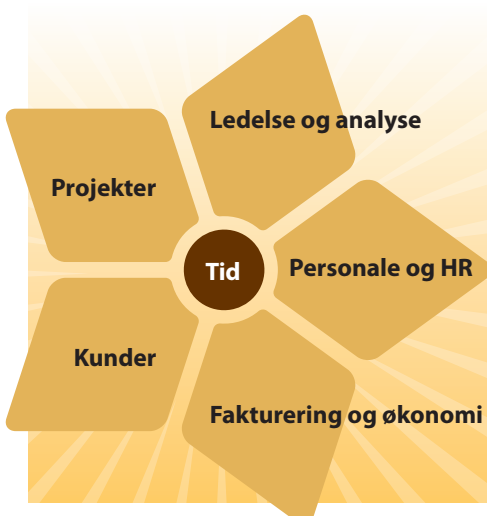 Ledelse og analyse
Projekter
Tid
Personale og HR
Kunder
Fakturering og økonomi